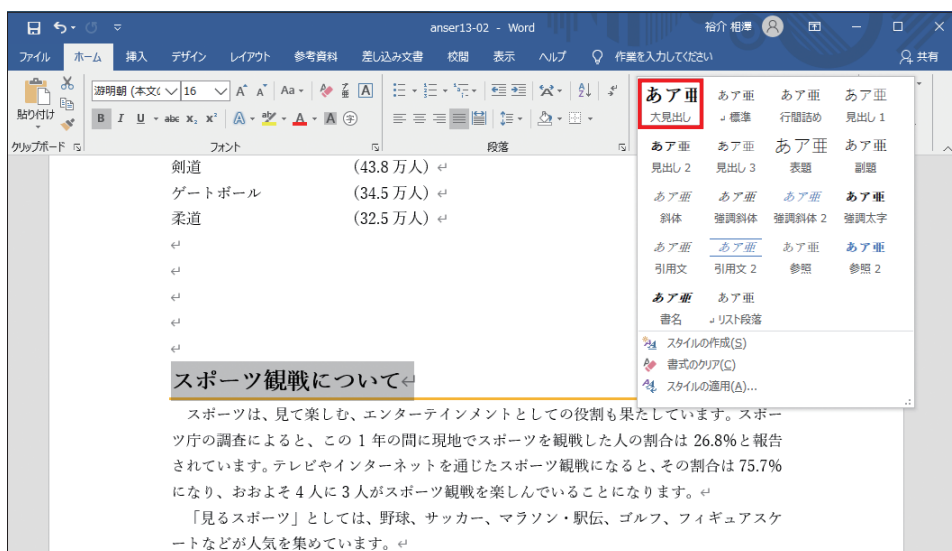 anser13-02 - Word
裕介 相澤
ファイル ホーム 挿入 デザイン レイアウト 参考資料 差し込み文書 校閲 表示 ヘルプ 作業を入力してください 共有
貼り付け
游明朝 (本文( 16 A A Aa A
B I U abc x₂ x² A aby A A 字
クリップボード フォント 段落
あア亜 あア亜 あア亜 あア亜
大見出し ↲標準 行間詰め 見出し 1
あア亜 あア亜 あア亜 あア亜
見出し 2 見出し 3 表題 副題
あア亜 あア亜 あア亜 あア亜
斜体 強調斜体 強調斜体 2 強調太字
あア亜 あア亜 あア亜 あア亜
引用文 引用文 2 参照 参照 2
あア亜 あア亜
書名 ↲リスト段落
スタイルの作成(S)
書式のクリア(C)
スタイルの適用(A)...
剣道 (43.8 万人)
ゲートボール (34.5 万人)
柔道 (32.5 万人)
スポーツ観戦について
スポーツは、見て楽しむ、エンターテインメントとしての役割も果たしています。スポー
ツ庁の調査によると、この 1 年の間に現地でスポーツを観戦した人の割合は 26.8%と報告
されています。テレビやインターネットを通じたスポーツ観戦になると、その割合は 75.7%
になり、おおよそ 4 人に 3 人がスポーツ観戦を楽しんでいることになります。
「見るスポーツ」としては、野球、サッカー、マラソン・駅伝、ゴルフ、フィギュアスケ
ートなどが人気を集めています。